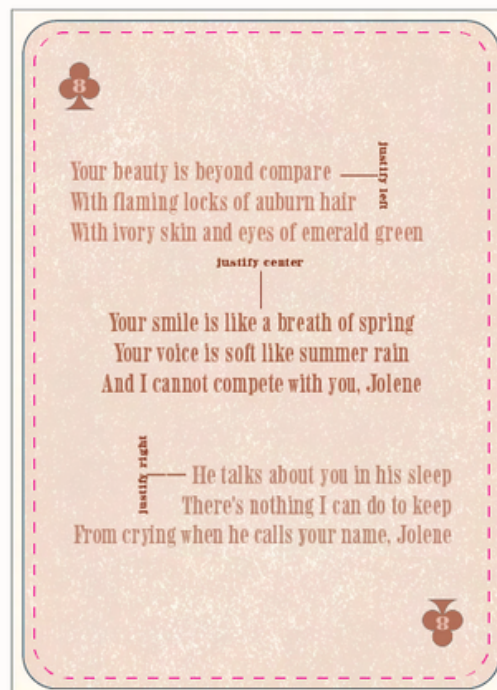 8
Your beauty is beyond compare
justify left
With flaming locks of auburn hair
With ivory skin and eyes of emerald green
justify center
Your smile is like a breath of spring
Your voice is soft like summer rain
And I cannot compete with you, Jolene
justify right
He talks about you in his sleep
There's nothing I can do to keep
From crying when he calls your name, Jolene
8